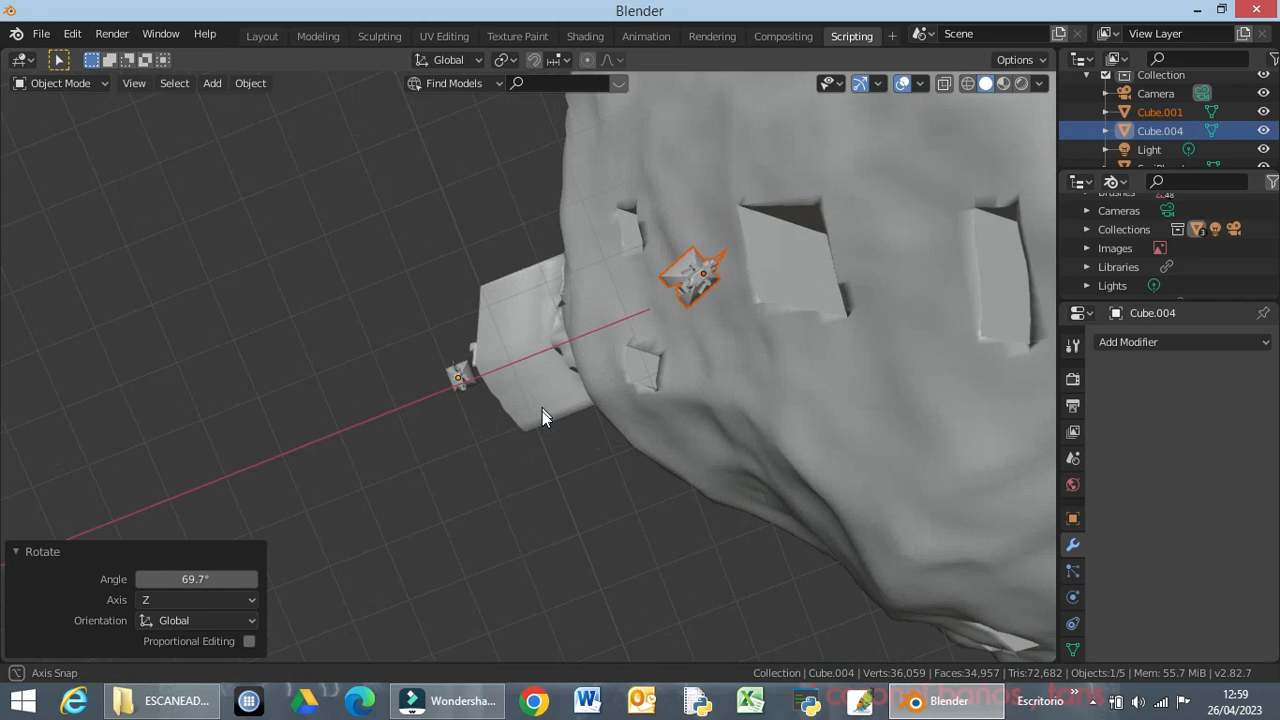 Blender
File Edit Render Window Help
Layout Modeling Sculpting UV Editing Texture Paint Shading Animation Rendering Compositing Scripting + Scene View Layer
Global Options
Object Mode View Select Add Object Find Models
Collection
Camera
Cube.001
Cube.004
Light
Cameras
Collections
Images
Libraries
Lights
Cube.004
Add Modifier
Rotate
Angle 69.7°
Axis Z
Orientation Global
Proportional Editing
Axis Snap Collection | Cube.004 | Verts:36,059 | Faces:34,957 | Tris:72,682 | Objects:1/5 | Mem: 55.7 MiB | v2.82.7
ESCANEAD... Wondersha... Blender Escritorio » 12:59
26/04/2023